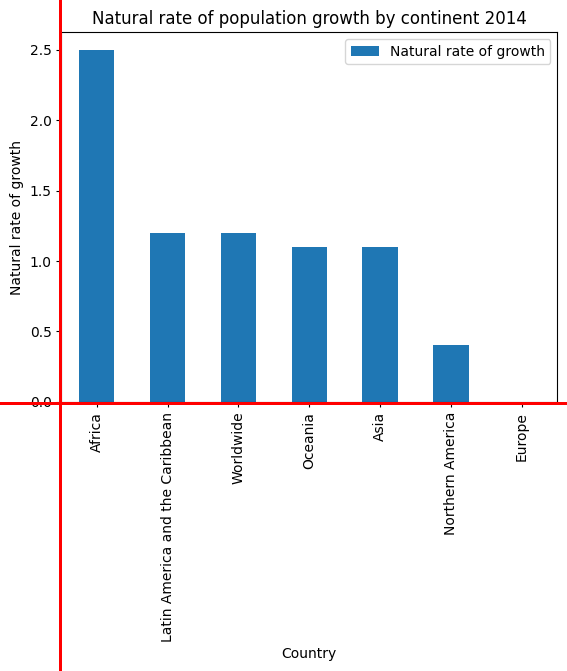 Natural rate of population growth by continent 2014
Natural rate of growth
Natural rate of growth
2.5
2.0
1.5
1.0
0.5
0.0
Africa
Latin America and the Caribbean
Worldwide
Oceania
Asia
Northern America
Europe
Country